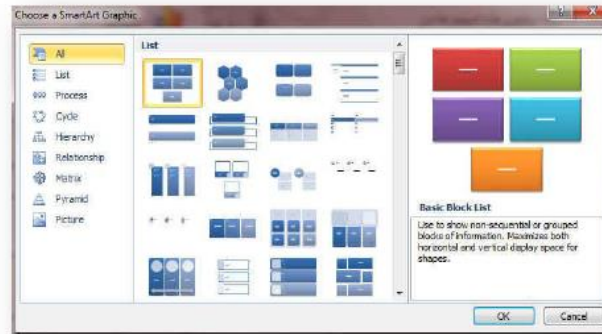 Choose a SmartArt Graphic
All
List
Process
Cycle
Hierarchy
Relationship
Matrix
Pyramid
Picture
List
Basic Block List
Use to show non-sequential or grouped
blocks of information. Maximizes both
horizontal and vertical display space for
shapes.
OK
Cancel